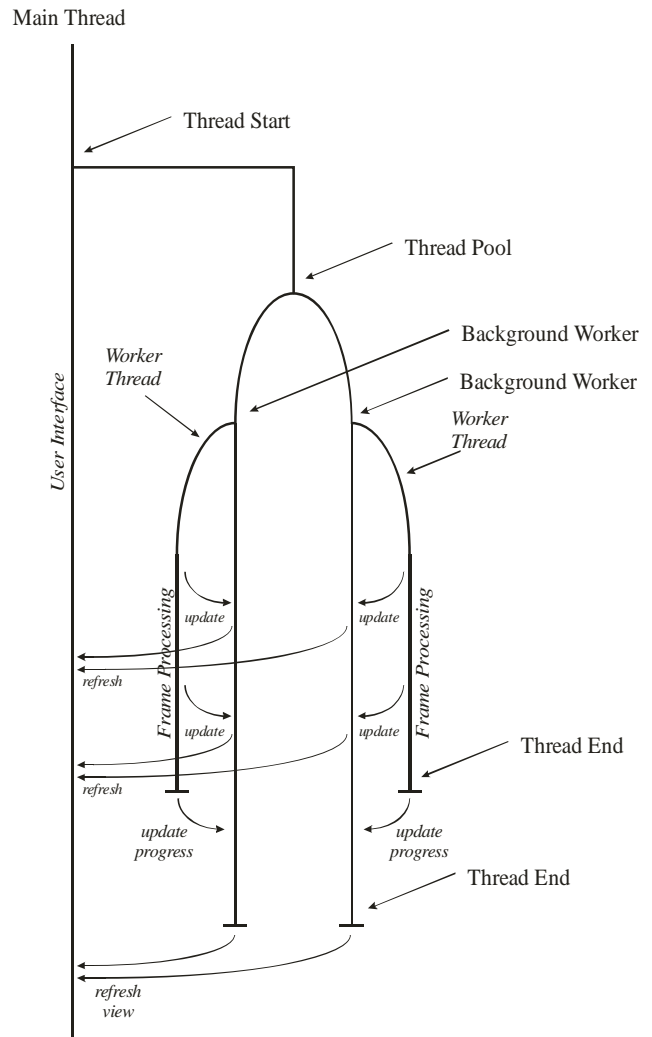 Main Thread
Thread Start
Thread Pool
Background Worker
Worker
Thread
Background Worker
Worker
Thread
User Interface
Frame Processing
Frame Processing
update
update
refresh
update
update
Thread End
refresh
update
progress
update
progress
Thread End
refresh
view